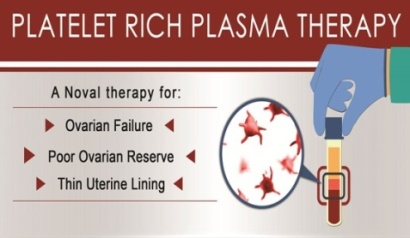 PLATELET RICH PLASMA THERAPY
A Noval therapy for:
Ovarian Failure
Poor Ovarian Reserve
Thin Uterine Lining